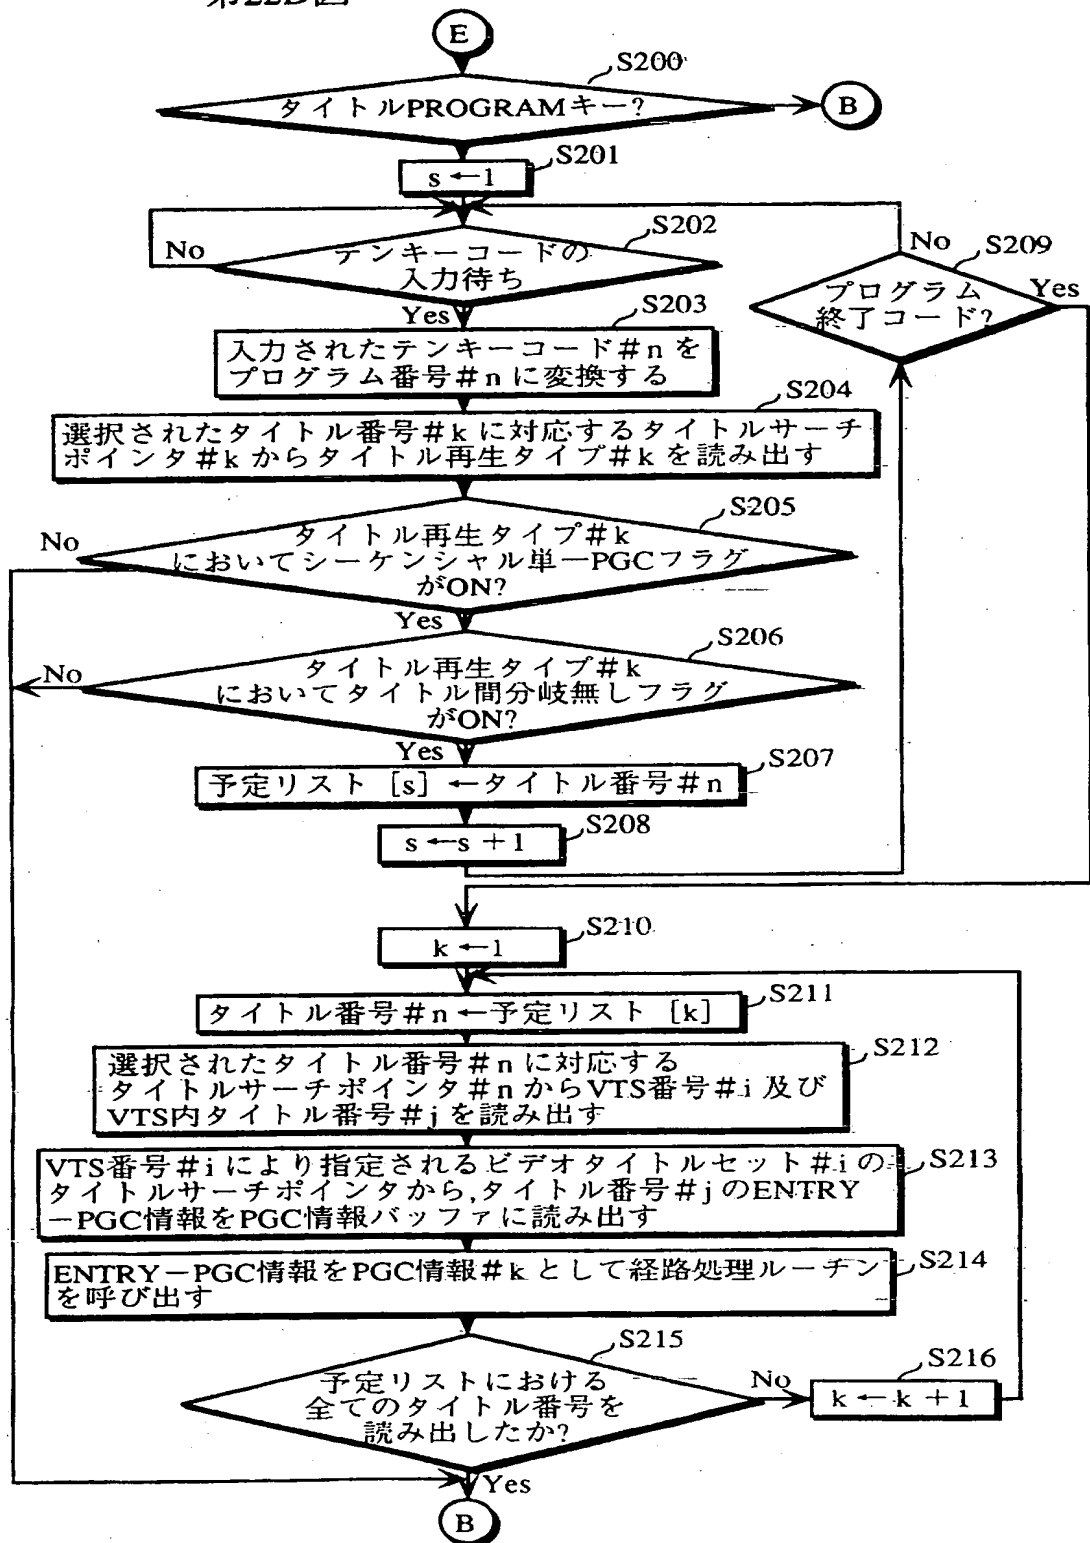 第22B図
E
S200
タイトルPROGRAMキー?
B
S201
s←1
S202
No
テンキーコードの
入力待ち
Yes
No
S209
プログラム
終了コード?
Yes
S203
入力されたテンキーコード#nを
プログラム番号#nに変換する
S204
選択されたタイトル番号#kに対応するタイトルサーチ
ポインタ#kからタイトル再生タイプ#kを読み出す
S205
No
タイトル再生タイプ#k
においてシーケンシャル単一PGCフラグ
がON?
Yes
S206
No
タイトル再生タイプ#k
においてタイトル間分岐無しフラグ
がON?
Yes
S207
予定リスト [s] ←タイトル番号#n
S208
s←s+1
S210
k←1
S211
タイトル番号#n←予定リスト [k]
S212
選択されたタイトル番号#nに対応する
タイトルサーチポインタ#nからVTS番号#i及び
VTS内タイトル番号#jを読み出す
S213
VTS番号#iにより指定されるビデオタイトルセット#iの
タイトルサーチポインタから,タイトル番号#jのENTRY
-PGC情報をPGC情報バッファに読み出す
S214
ENTRY-PGC情報をPGC情報#kとして経路処理ルーチン
を呼び出す
S215
予定リストにおける
全てのタイトル番号を
読み出したか?
No
S216
k←k+1
Yes
B